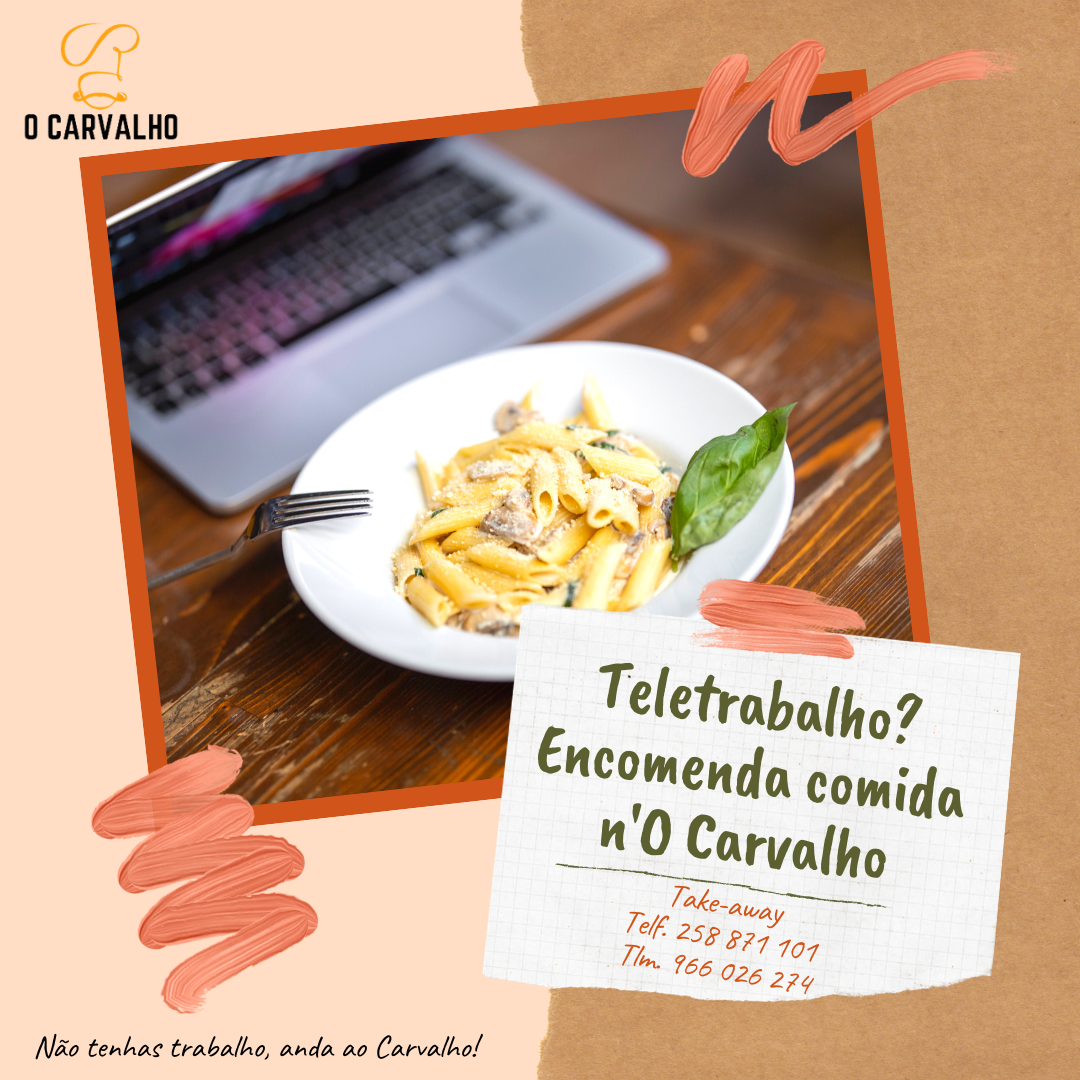 O CARVALHO
Teletrabalho?
Encomenda comida
n'O Carvalho
Take-away
Telf. 258 871 101
Tlm. 966 026 274
Não tenhas trabalho, anda ao Carvalho!